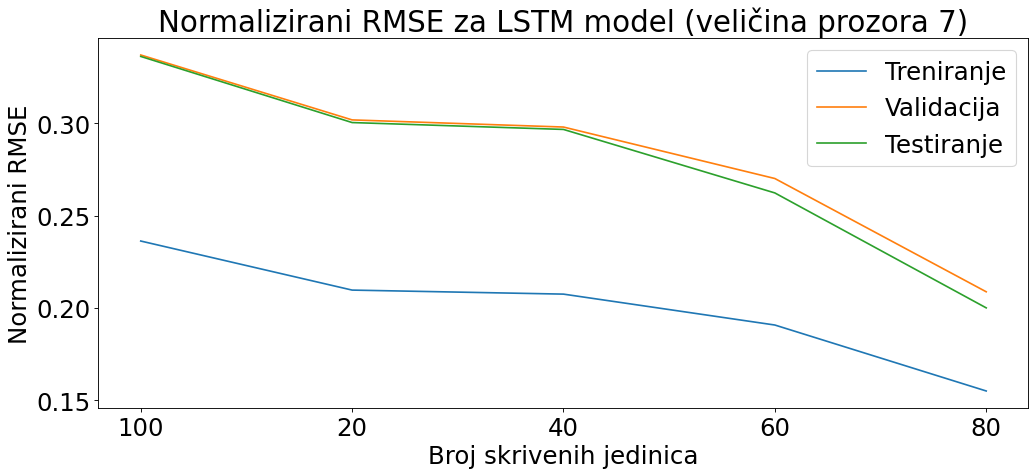 Normalizirani RMSE za LSTM model (veličina prozora 7)
Treniranje
Validacija
Testiranje
Normalizirani RMSE
0.30
0.25
0.20
0.15
100 20 40 60 80
Broj skrivenih jedinica